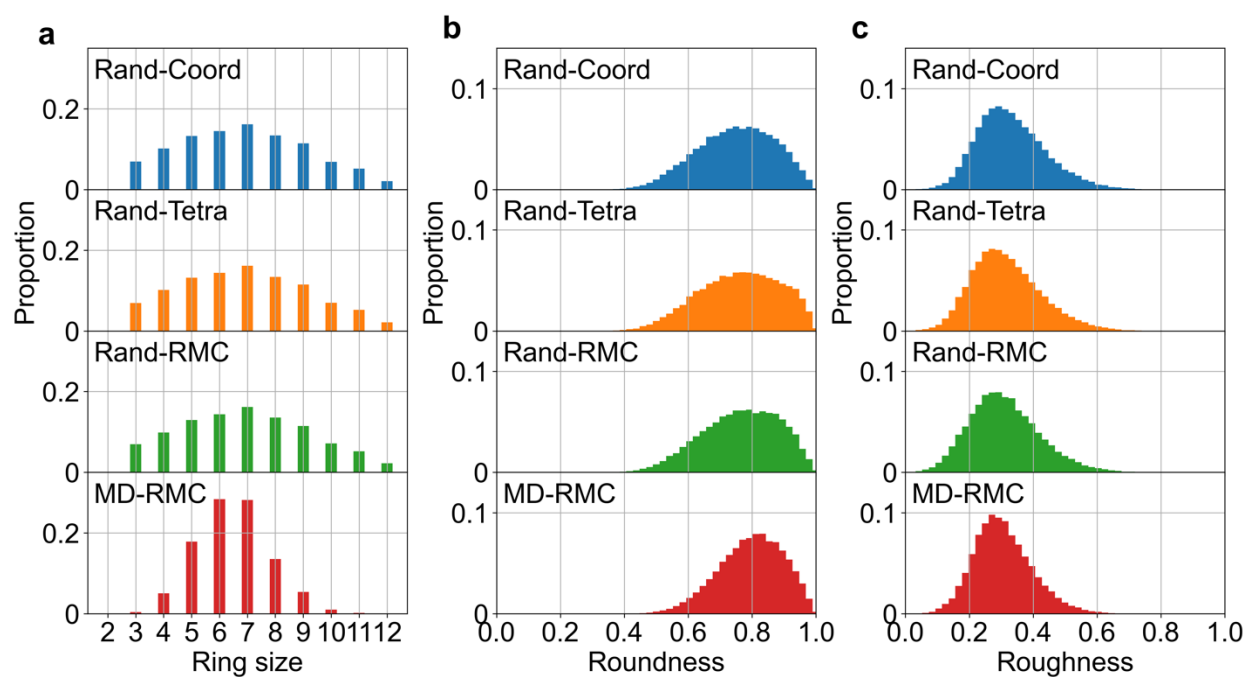 a
Rand-Coord
0.2
0
Rand-Tetra
0.2
0
Rand-RMC
0.2
0
MD-RMC
0.2
0
Proportion
2 3 4 5 6 7 8 9 10 11 12
Ring size
b
Rand-Coord
0.1
0
Rand-Tetra
0.1
0
Rand-RMC
0.1
0
MD-RMC
0.1
0
Proportion
0.0 0.2 0.4 0.6 0.8 1.0
Roundness
c
Rand-Coord
0.1
0
Rand-Tetra
0.1
0
Rand-RMC
0.1
0
MD-RMC
0.1
0
Proportion
0.0 0.2 0.4 0.6 0.8 1.0
Roughness